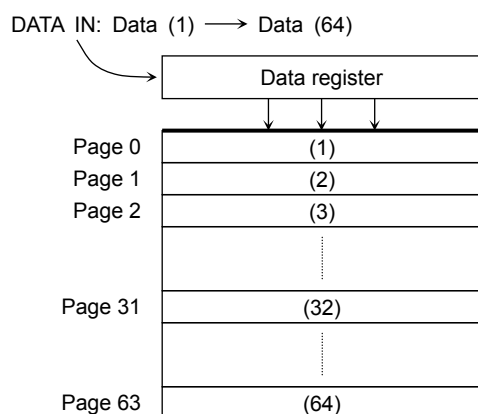 DATA IN: Data (1) Data (64)
Data register
Page 0 (1)
Page 1 (2)
Page 2 (3)
Page 31 (32)
Page 63 (64)